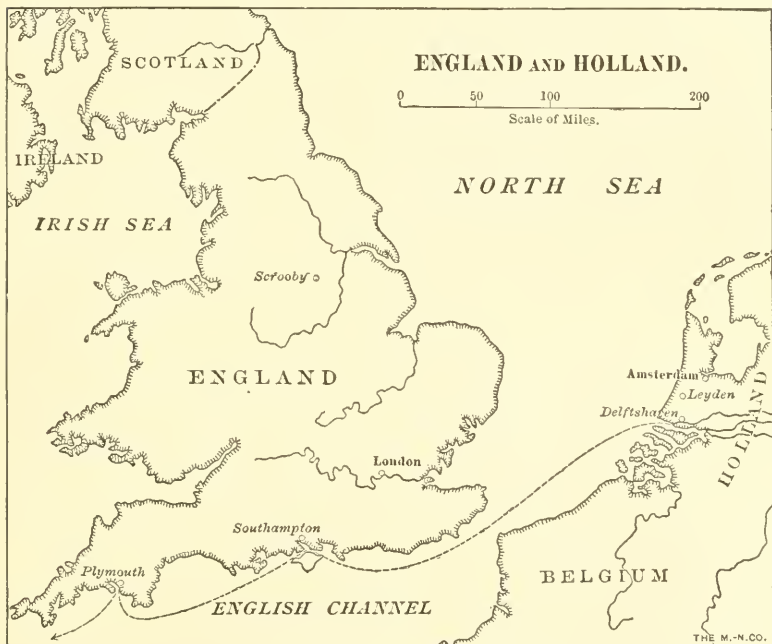 SCOTLAND
ENGLAND AND HOLLAND.
0 50 100 200
Scale of Miles.
IRELAND
NORTH SEA
IRISH SEA
Scrooby
ENGLAND
Amsterdam
Leyden
Delftshaven
HOLLAND
London
Southampton
Plymouth
BELGIUM
ENGLISH CHANNEL
THE M.-N.CO.